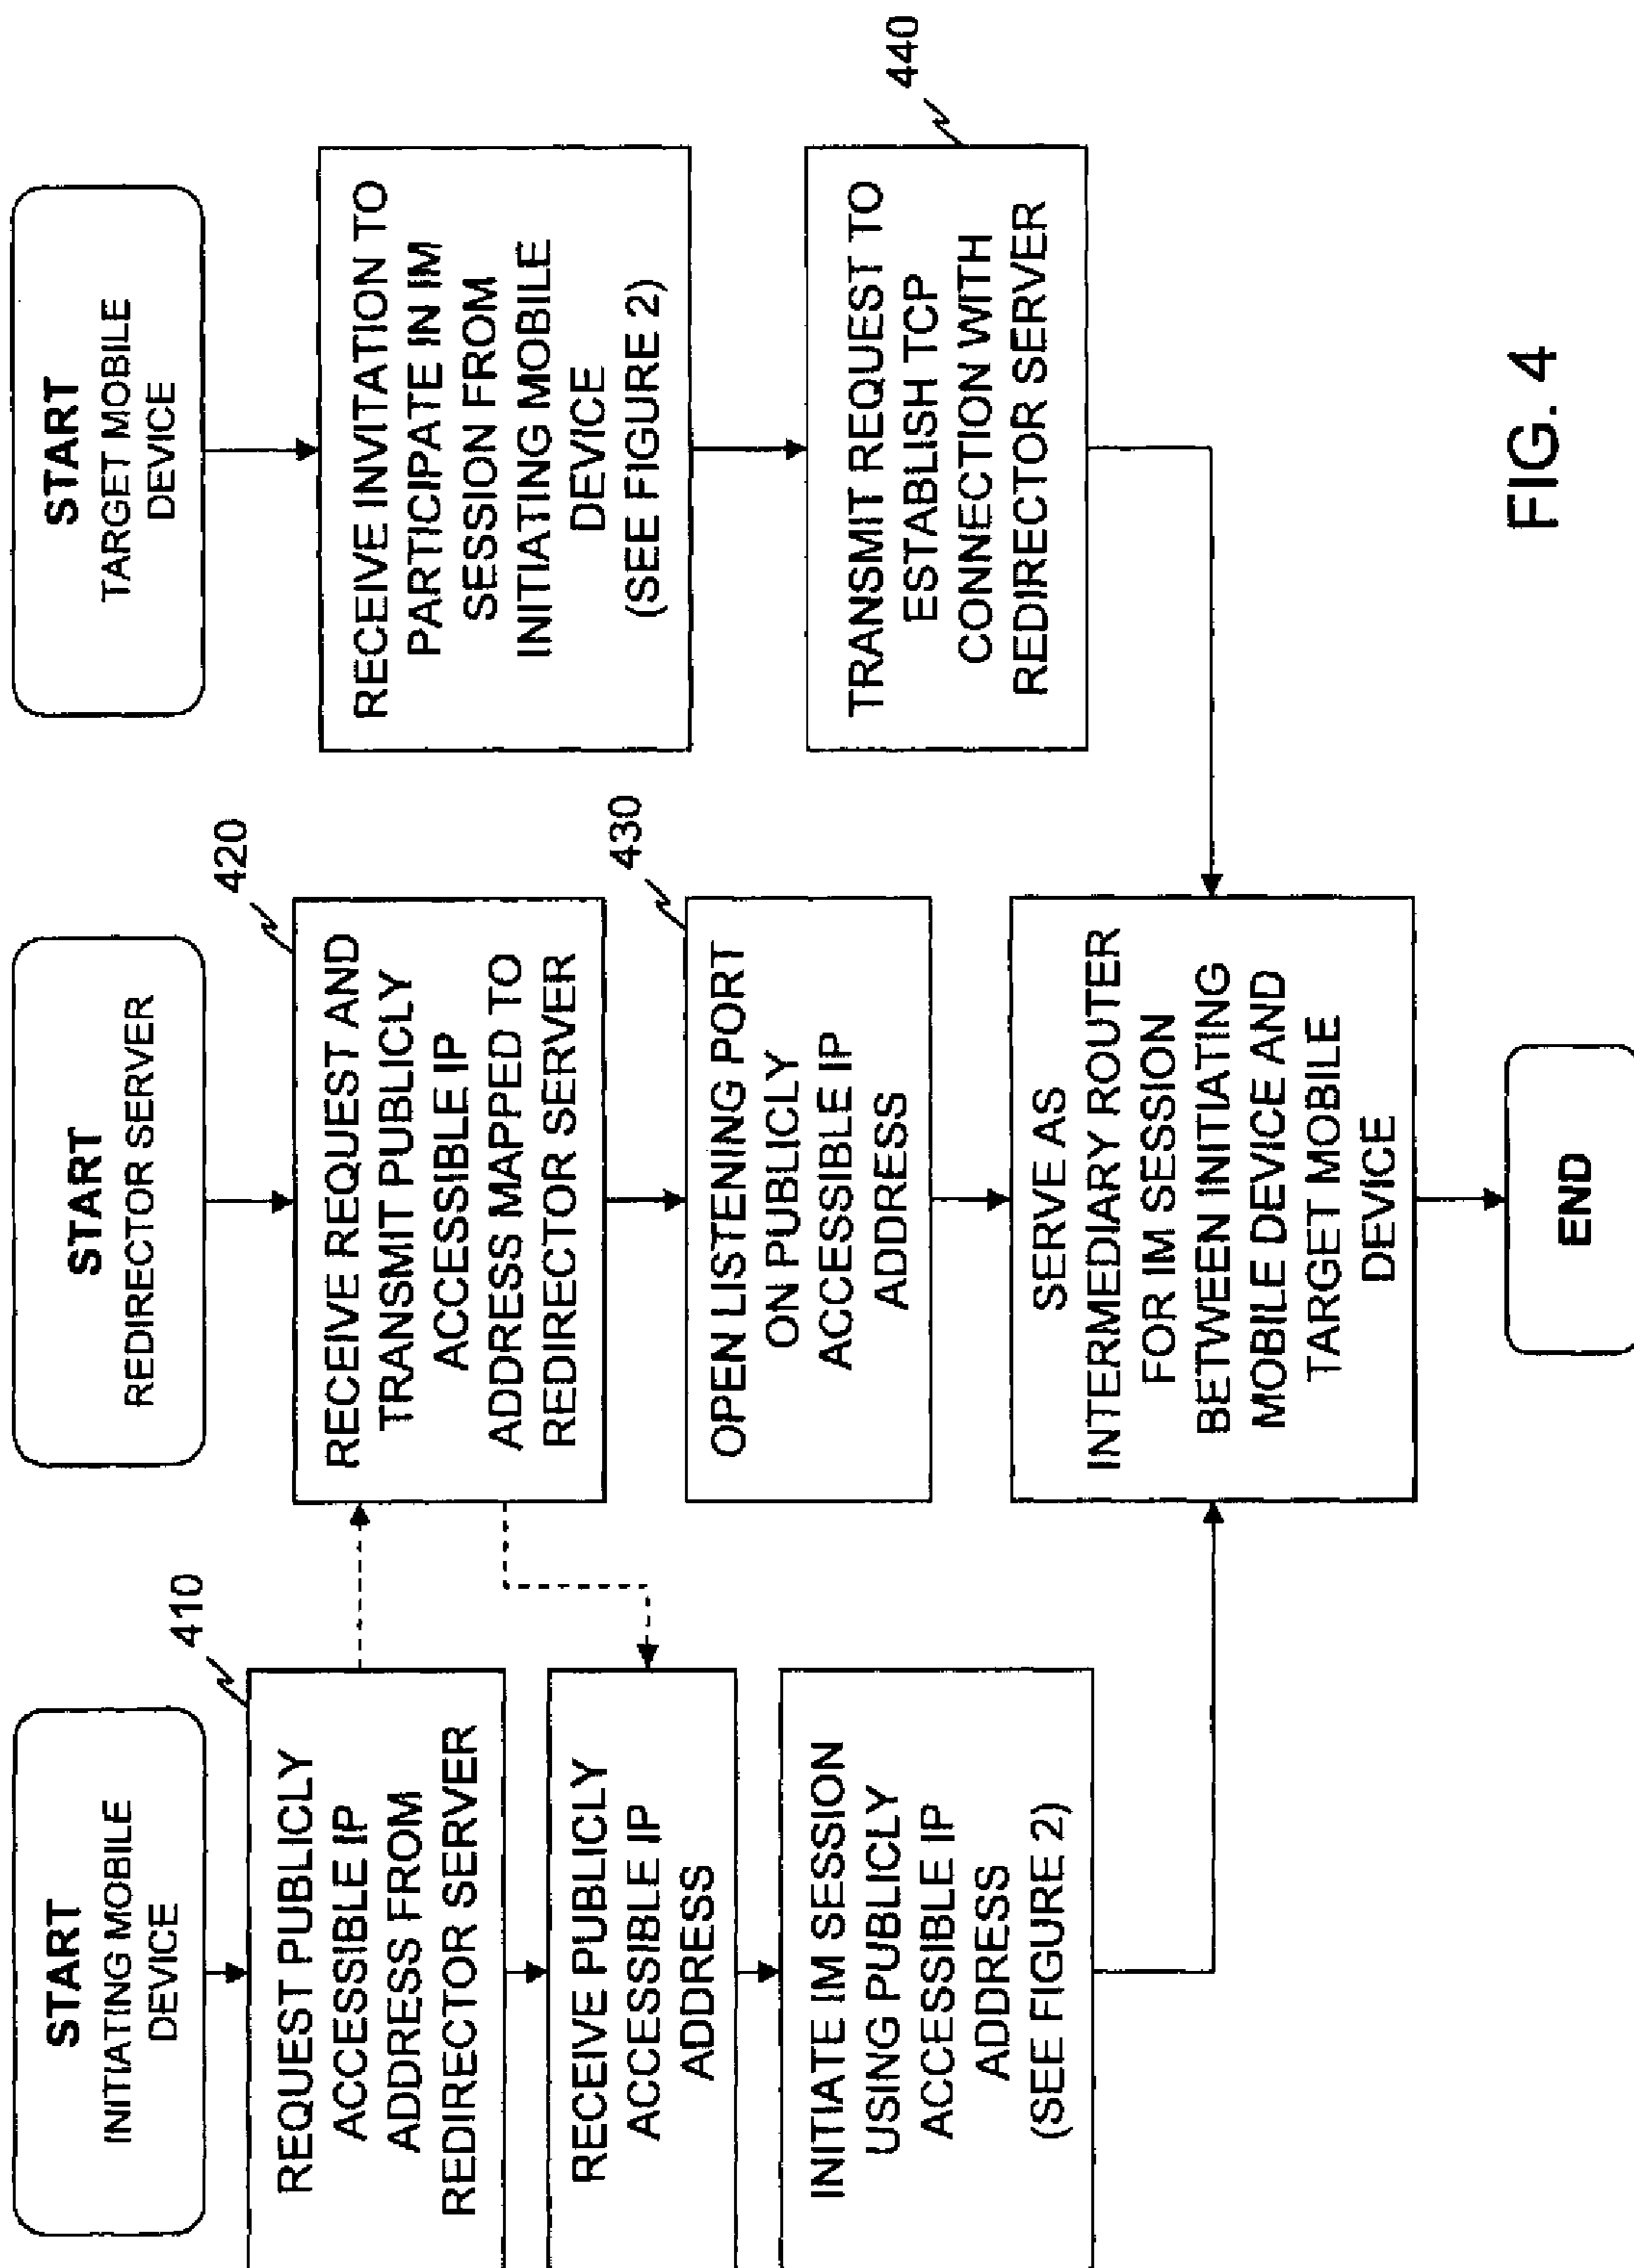 START
INITIATING MOBILE
DEVICE
410
REQUEST PUBLICLY
ACCESSIBLE IP
ADDRESS FROM
REDIRECTOR SERVER
RECEIVE PUBLICLY
ACCESSIBLE IP
ADDRESS
INITIATE IM SESSION
USING PUBLICLY
ACCESSIBLE IP
ADDRESS
(SEE FIGURE 2)
START
REDIRECTOR SERVER
420
RECEIVE REQUEST AND
TRANSMIT PUBLICLY
ACCESSIBLE IP
ADDRESS MAPPED TO
REDIRECTOR SERVER
430
OPEN LISTENING PORT
ON PUBLICLY
ACCESSIBLE IP
ADDRESS
SERVE AS
INTERMEDIARY ROUTER
FOR IM SESSION
BETWEEN INITIATING
MOBILE DEVICE AND
TARGET MOBILE
DEVICE
END
START
TARGET MOBILE
DEVICE
RECEIVE INVITATION TO
PARTICIPATE IN IM
SESSION FROM
INITIATING MOBILE
DEVICE
(SEE FIGURE 2)
440
TRANSMIT REQUEST TO
ESTABLISH TCP
CONNECTION WITH
REDIRECTOR SERVER
FIG. 4